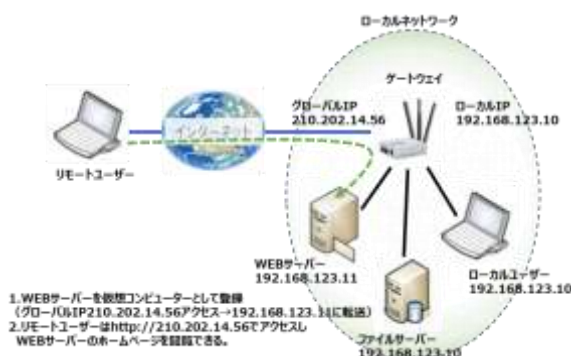 ローカルネットワーク
ゲートウェイ
グローバルIP
210.202.14.56
ローカルIP
192.168.123.10
インターネット
リモートユーザー
WEBサーバー
192.168.123.11
ローカルユーザー
192.168.123.10
ファイルサーバー
192.168.123.10
1.WEBサーバーを仮想コンピューターとして登録
(グローバルIP210.202.14.56アクセス→192.168.123.11に転送)
2.リモートユーザーはhttp://210.202.14.56でアクセスし
WEBサーバーのホームページを閲覧できる。